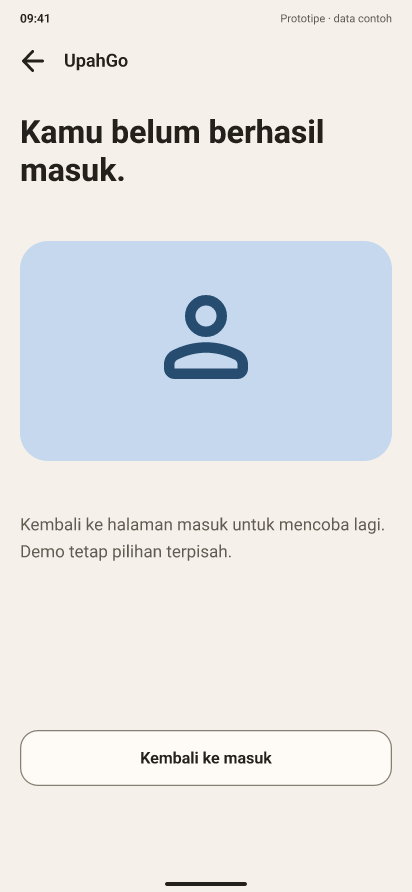 09:41
Prototipe · data contoh
UpahGo
Kamu belum berhasil
masuk.
Kembali ke halaman masuk untuk mencoba lagi.
Demo tetap pilihan terpisah.
Kembali ke masuk